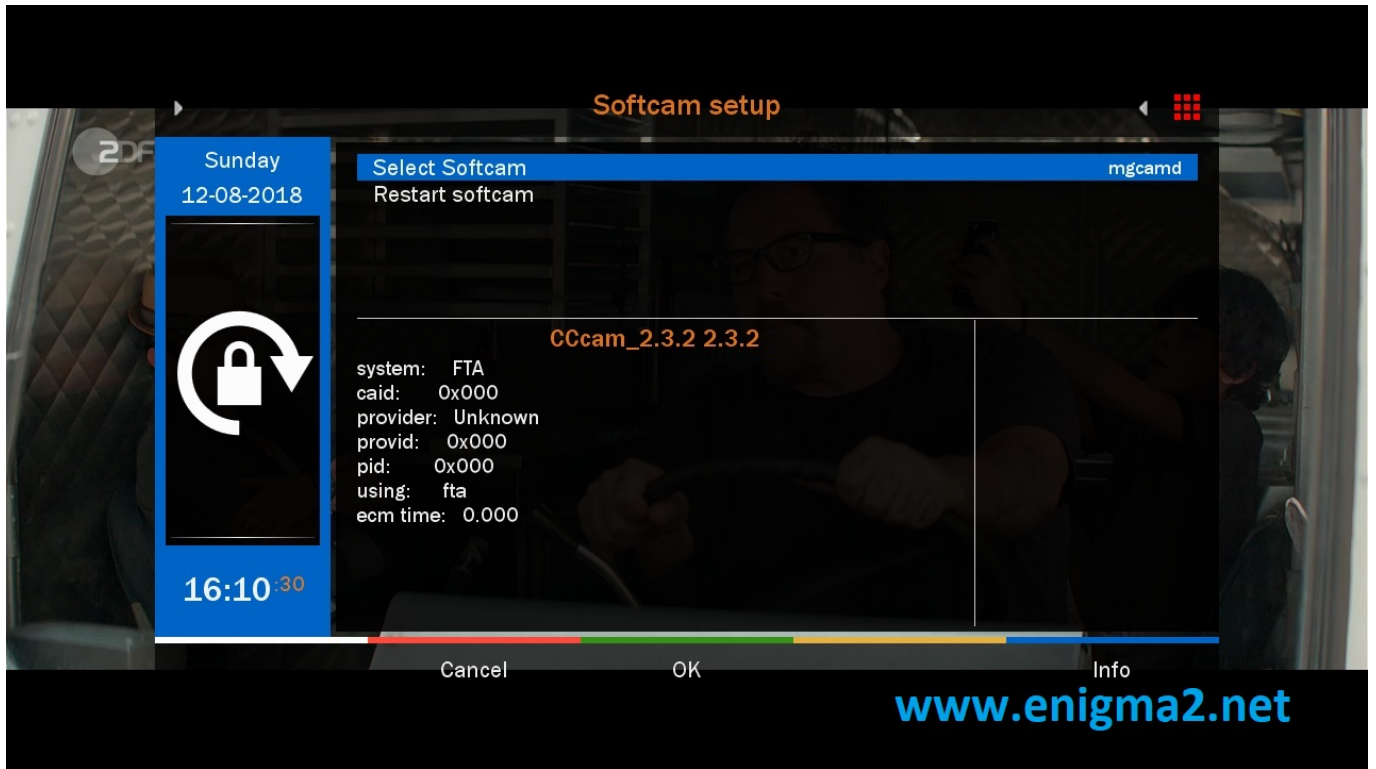 Softcam setup
2DF
Sunday
12-08-2018
Select Softcam mgcamd
Restart softcam
CCcam_2.3.2 2.3.2
system: FTA
caid: 0x000
provider: Unknown
provid: 0x000
pid: 0x000
using: fta
ecm time: 0.000
16:10:30
Cancel OK Info
www.enigma2.net